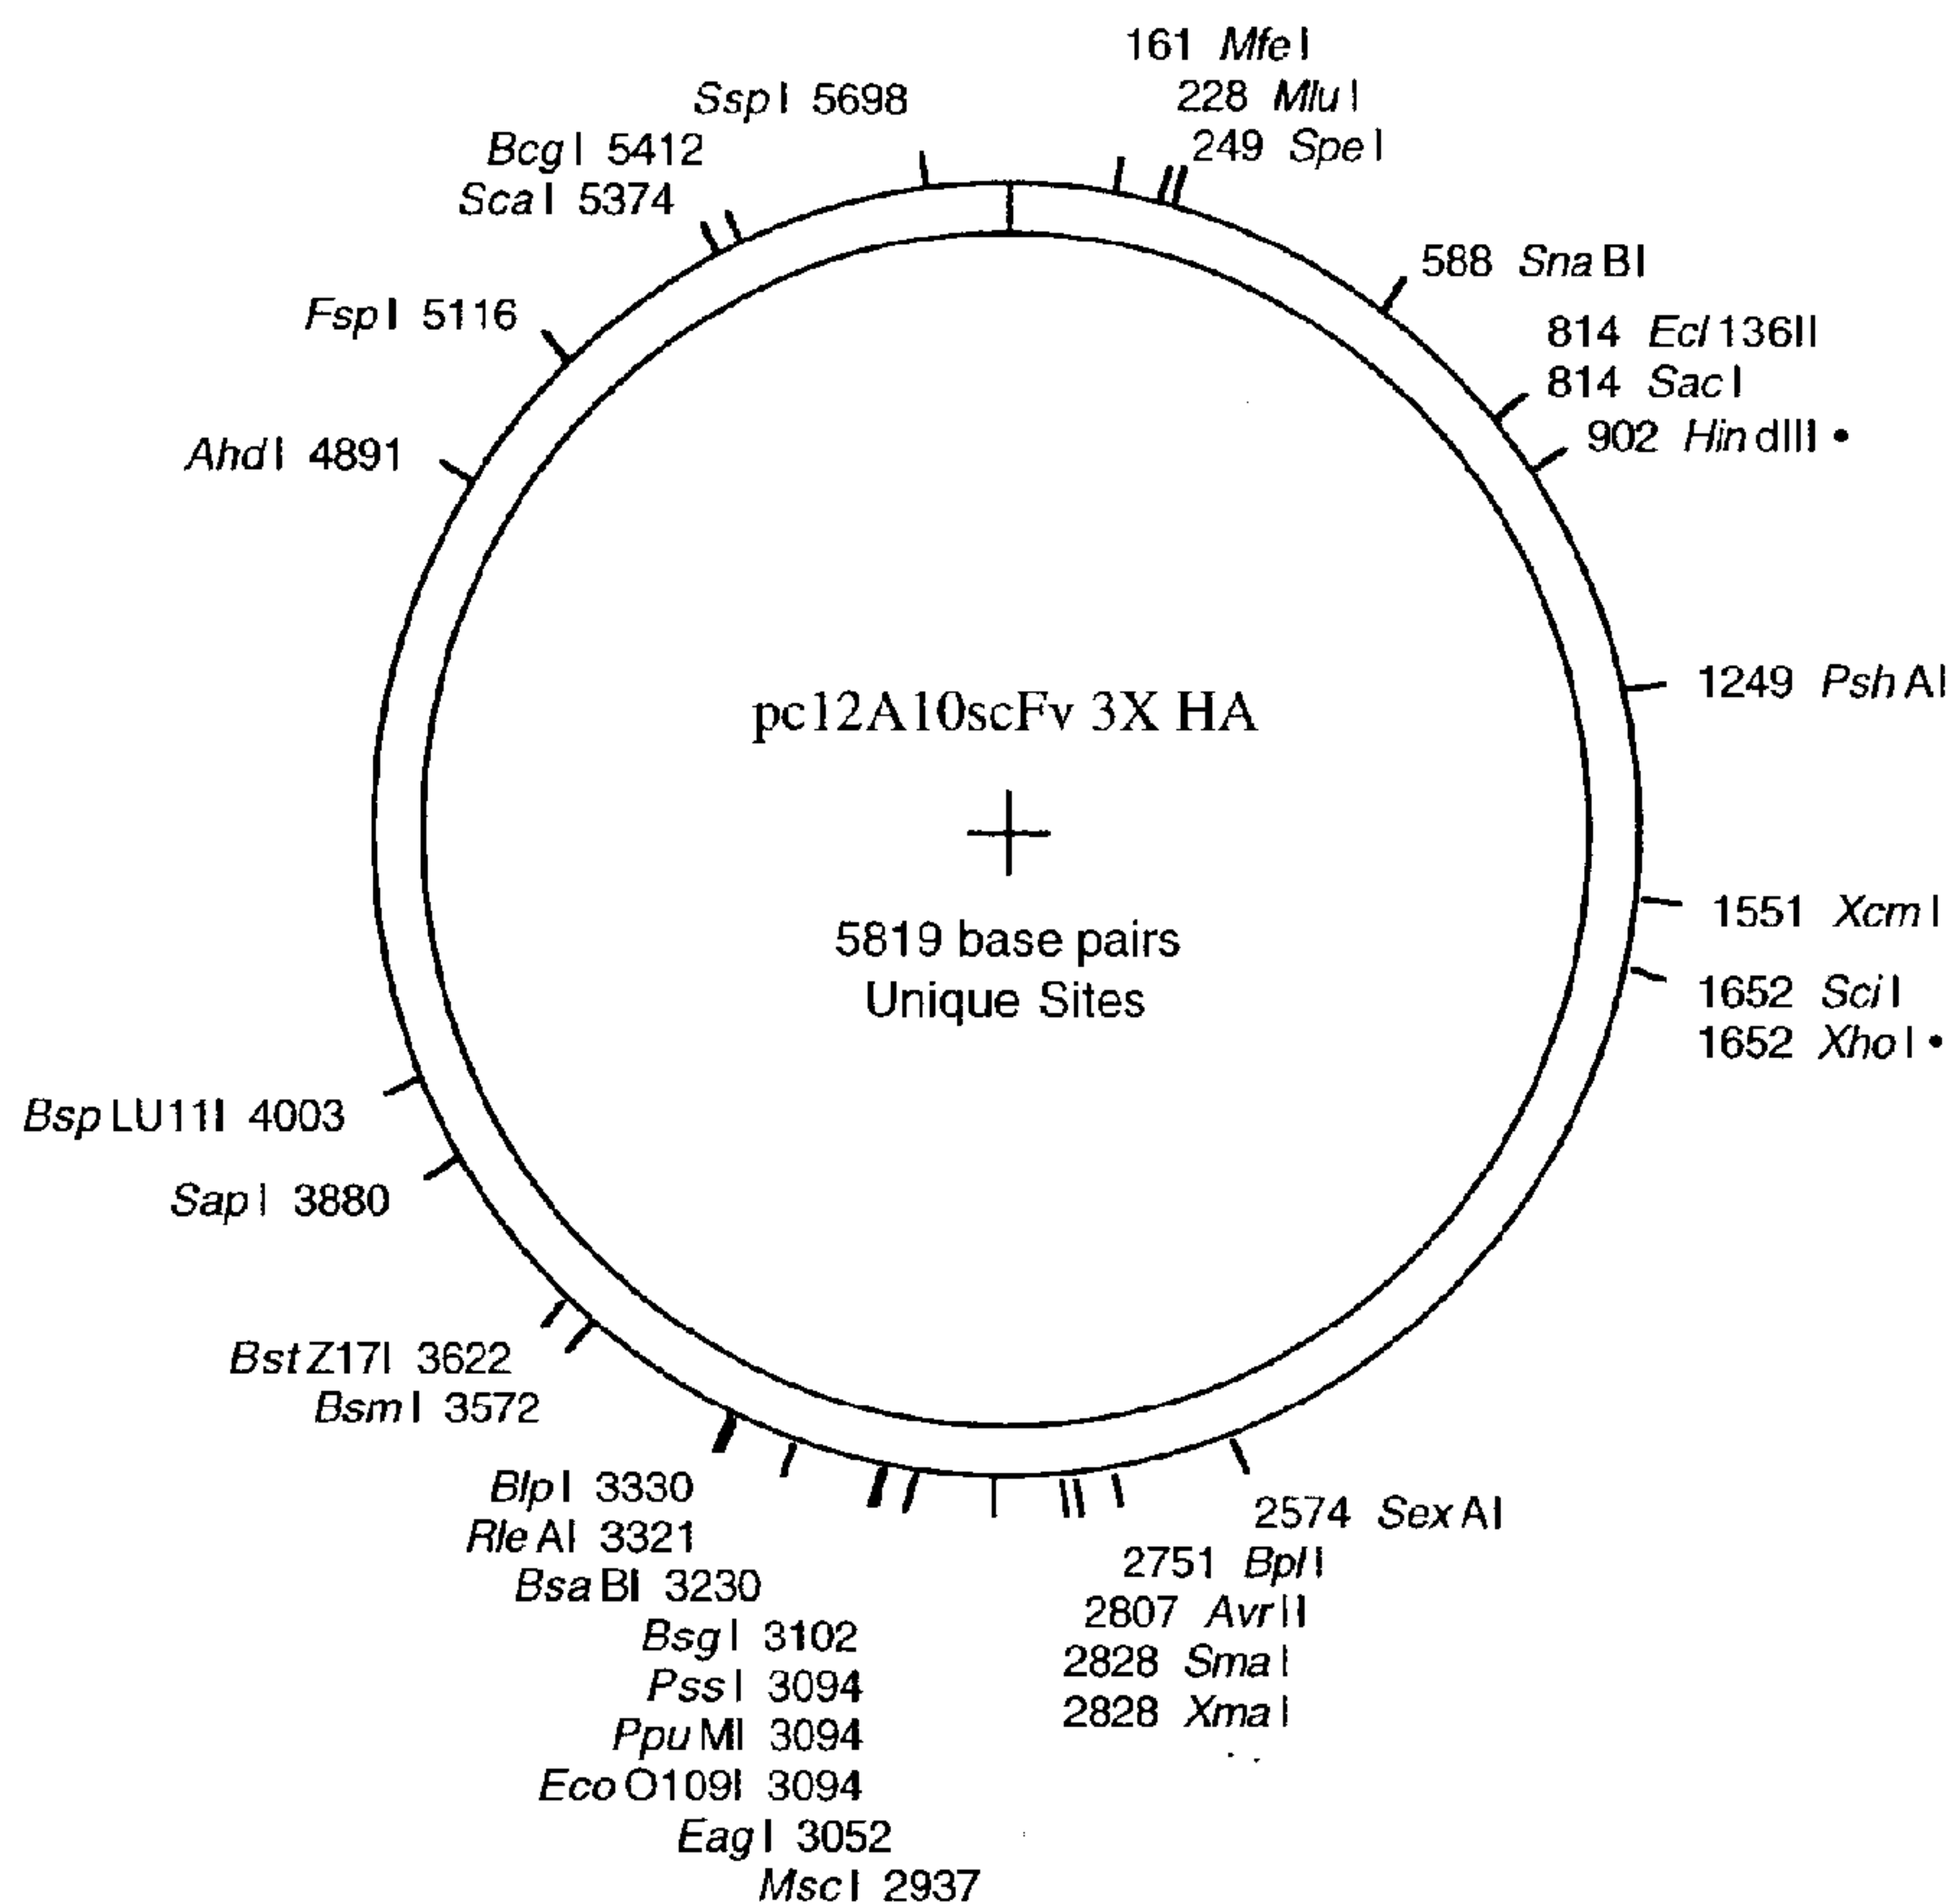 161 MfeI
228 MluI
249 SpeI
588 SnaBI
814 Ecl136II
814 SacI
902 HindIII •
1249 PshAI
1551 XcmI
1652 SciI
1652 XhoI •
2574 SexAI
2751 BplI
2807 AvrII
2828 SmaI
2828 XmaI
MscI 2937
EagI 3052
EcoO109I 3094
PpuMI 3094
PssI 3094
BsgI 3102
BsaBI 3230
RleAI 3321
BlpI 3330
BsmI 3572
BstZ17I 3622
SapI 3880
BspLU11I 4003
AhdI 4891
FspI 5116
ScaI 5374
BcgI 5412
SspI 5698
pc12A10scFv 3X HA
5819 base pairs
Unique Sites